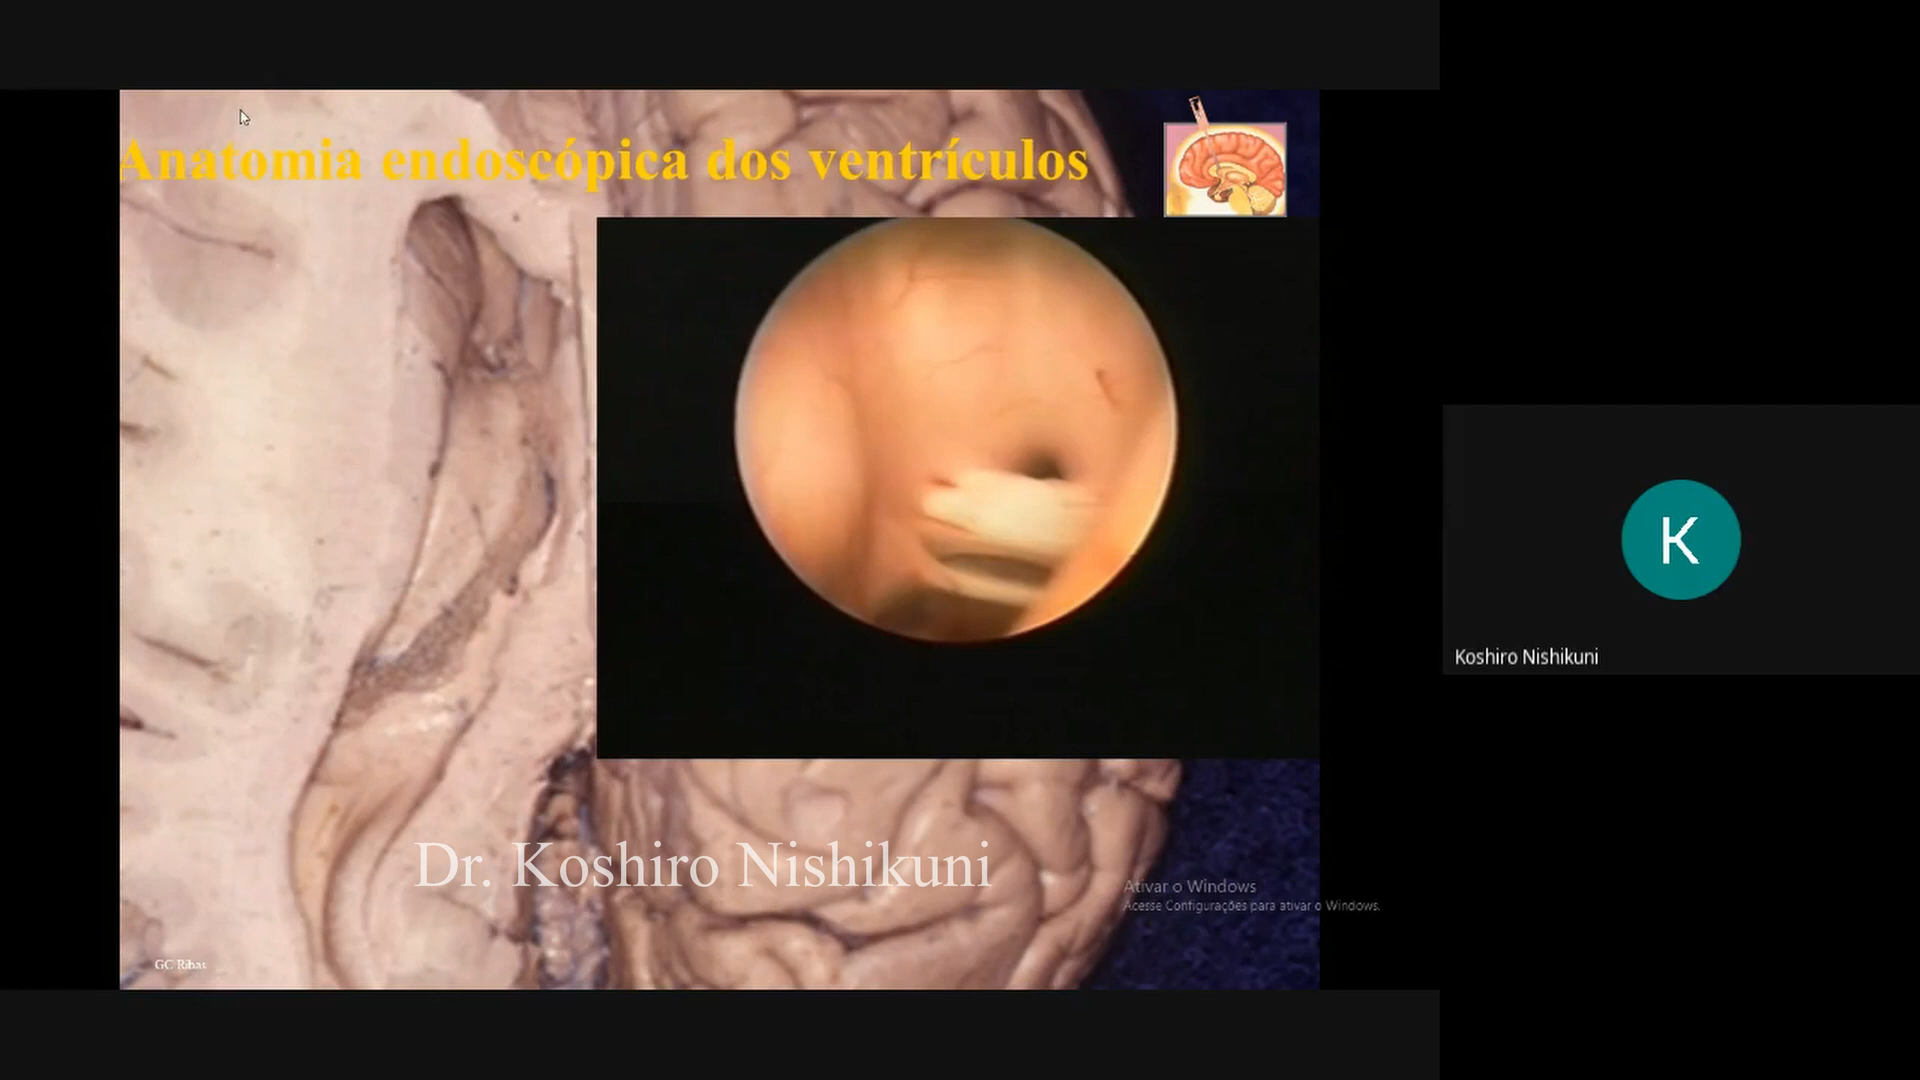 Anatomia endoscópica dos ventrículos
K
Koshiro Nishikuni
Dr. Koshiro Nishikuni
Ativar o Windows
Acesse Configurações para ativar o Windows.
GC Ribas